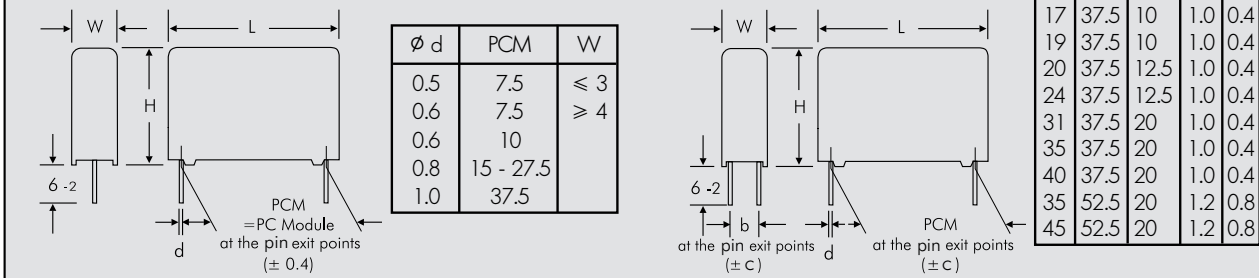 W
L
H
6 -2
d
PCM
=PC Module
at the pin exit points
(± 0.4)
Ø d PCM W
0.5 7.5 ≤ 3
0.6 7.5 ≥ 4
0.6 10
0.8 15 - 27.5
1.0 37.5
W
L
H
6 -2
b
at the pin exit points
(± C)
d
PCM
at the pin exit points
(± C)
17 37.5 10 1.0 0.4
19 37.5 10 1.0 0.4
20 37.5 12.5 1.0 0.4
24 37.5 12.5 1.0 0.4
31 37.5 20 1.0 0.4
35 37.5 20 1.0 0.4
40 37.5 20 1.0 0.4
35 52.5 20 1.2 0.8
45 52.5 20 1.2 0.8